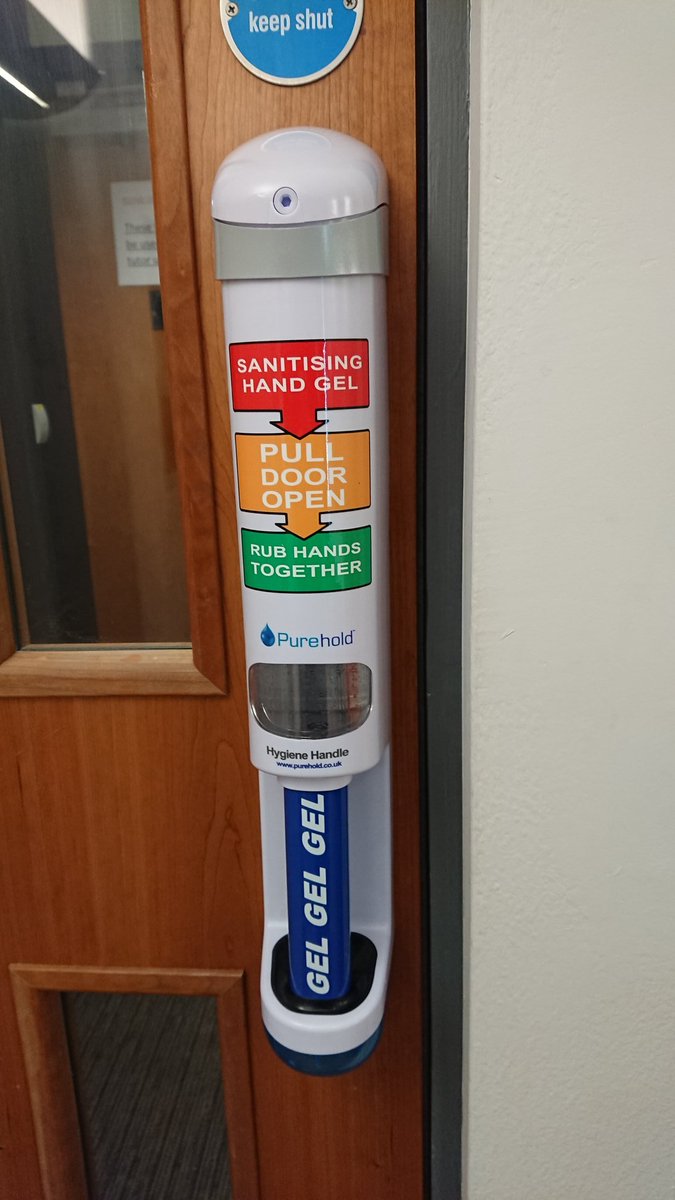 keep shut
SANITISING
HAND GEL
PULL
DOOR
OPEN
RUB HANDS
TOGETHER
Purehold
Hygiene Handle
www.purehold.co.uk
GEL GEL GEL